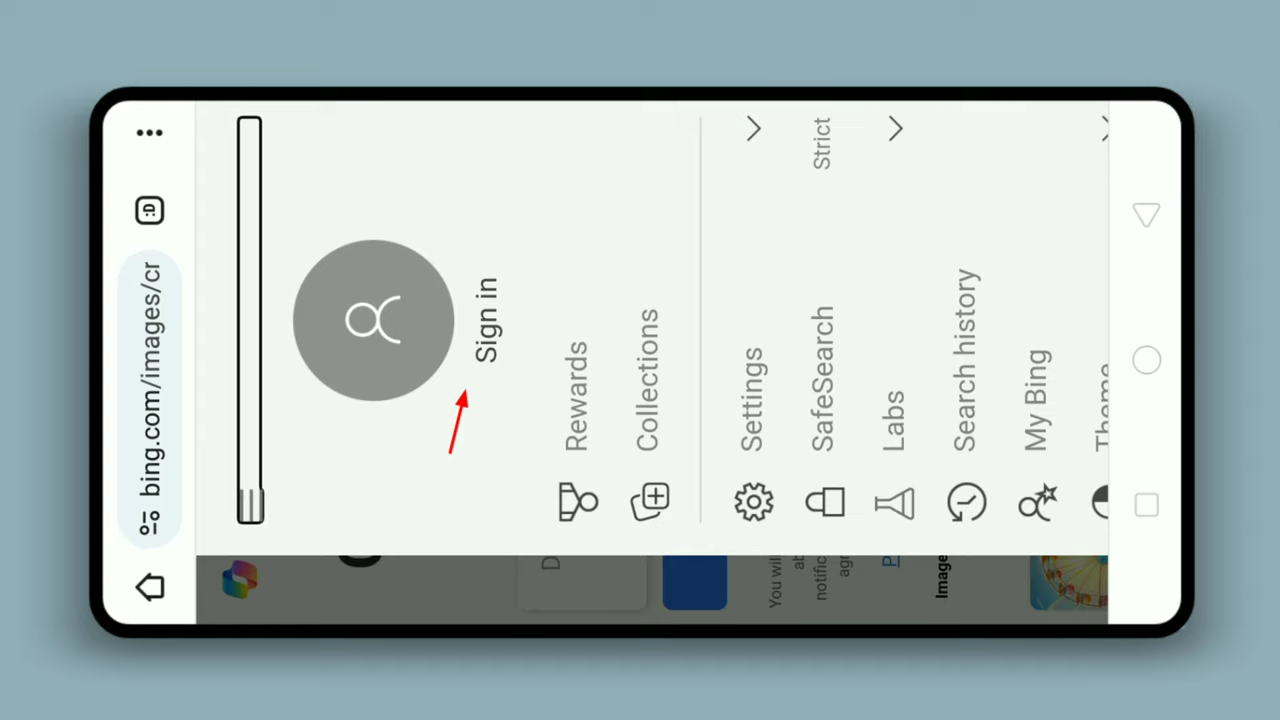 :D
bing.com/images/cr
Sign in
Rewards
Collections
Settings
SafeSearch
Strict
Labs
Search history
My Bing
Theme
D
You will
ab
notific
agr
P
Image